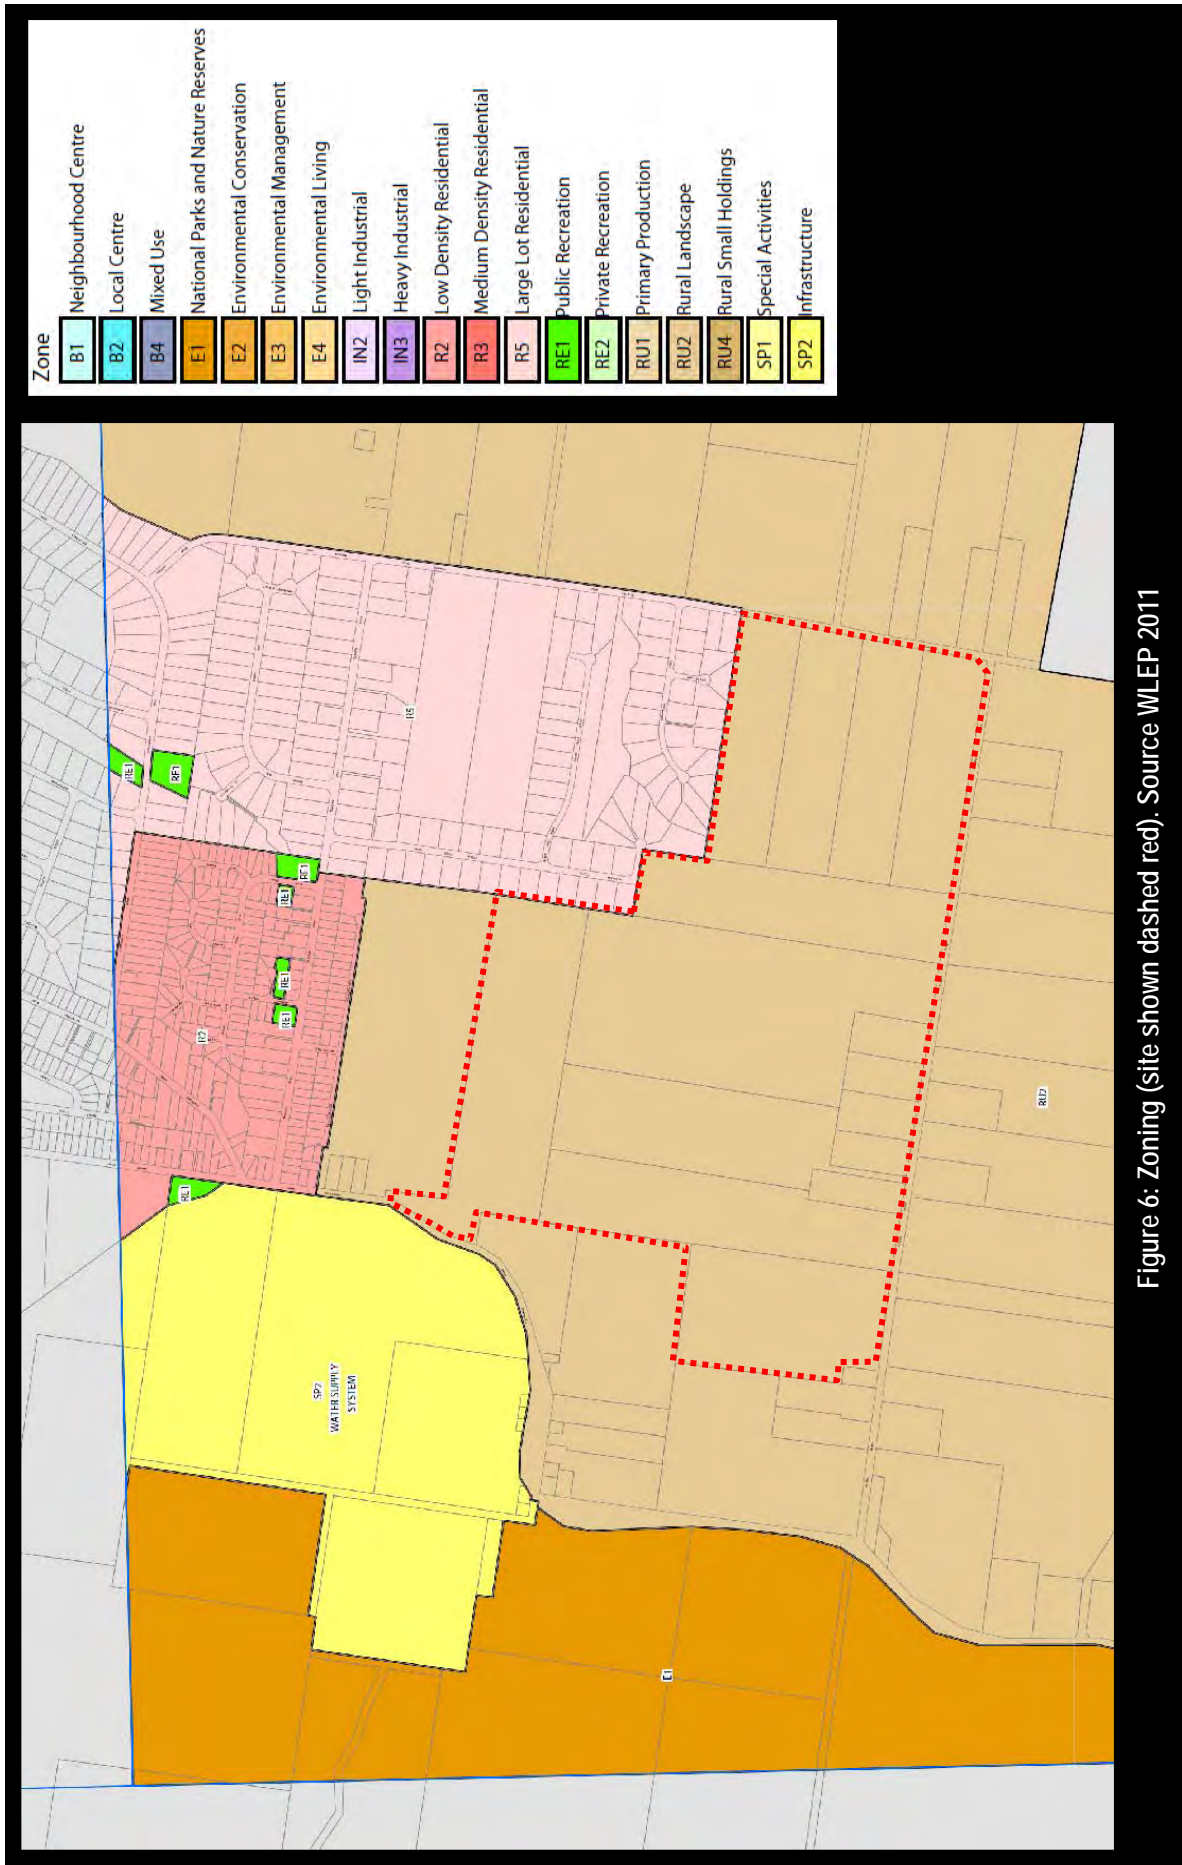 Zone
B1 Neighbourhood Centre
B2 Local Centre
B4 Mixed Use
E1 National Parks and Nature Reserves
E2 Environmental Conservation
E3 Environmental Management
E4 Environmental Living
IN2 Light Industrial
IN3 Heavy Industrial
R2 Low Density Residential
R3 Medium Density Residential
R5 Large Lot Residential
RE1 Public Recreation
RE2 Private Recreation
RU1 Primary Production
RU2 Rural Landscape
RU4 Rural Small Holdings
SP1 Special Activities
SP2 Infrastructure
RE1
RE1
R5
RE1
RE1
RE1
RE1
R2
RE1
SP2
WATER SUPPLY
SYSTEM
RU2
E1
Figure 6: Zoning (site shown dashed red). Source WLEP 2011